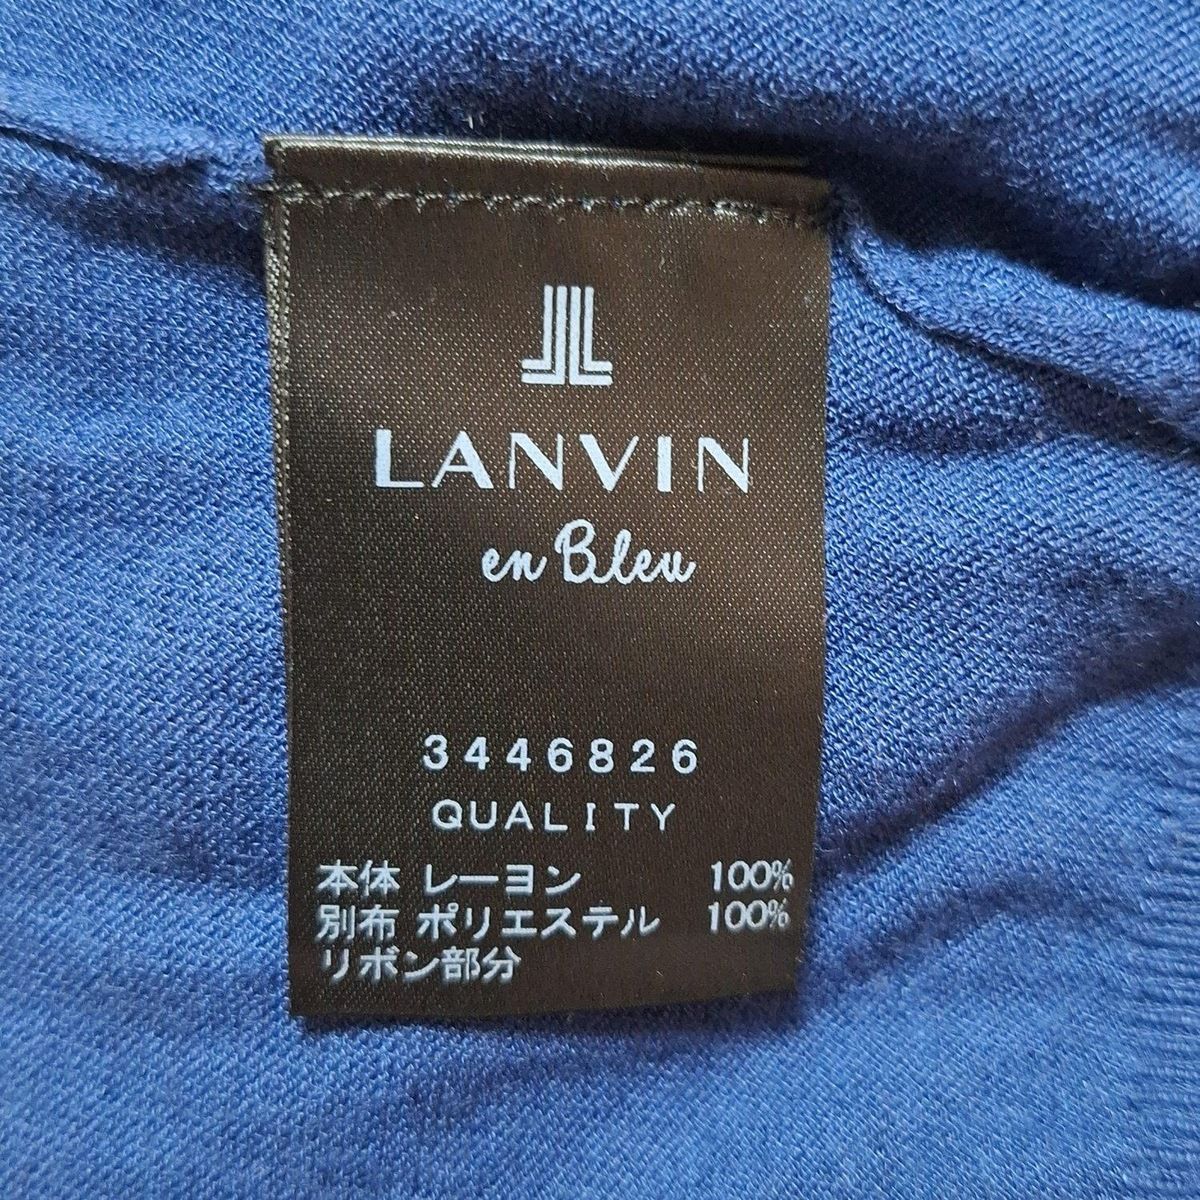 LANVIN
en Bleu
3446826
QUALITY
本体 レーヨン 100%
別布 ポリエステル 100%
リボン部分